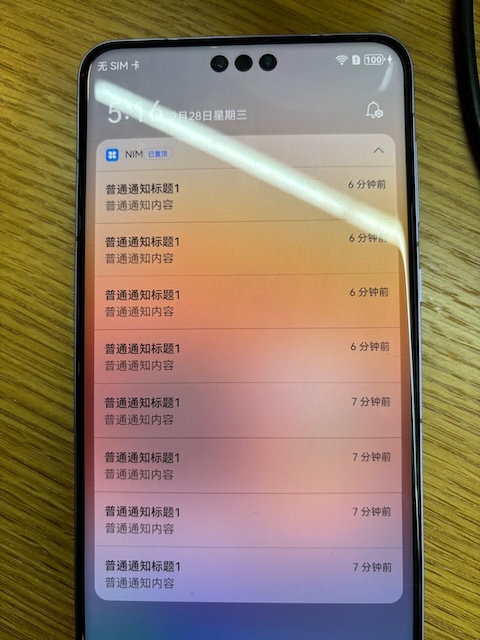 无 SIM 卡
100
5:16 2月28日星期三
NIM 已置顶
普通通知标题1 6 分钟前
普通通知内容
普通通知标题1 6 分钟前
普通通知内容
普通通知标题1 6 分钟前
普通通知内容
普通通知标题1 6 分钟前
普通通知内容
普通通知标题1 7 分钟前
普通通知内容
普通通知标题1 7 分钟前
普通通知内容
普通通知标题1 7 分钟前
普通通知内容
普通通知标题1 7 分钟前
普通通知内容